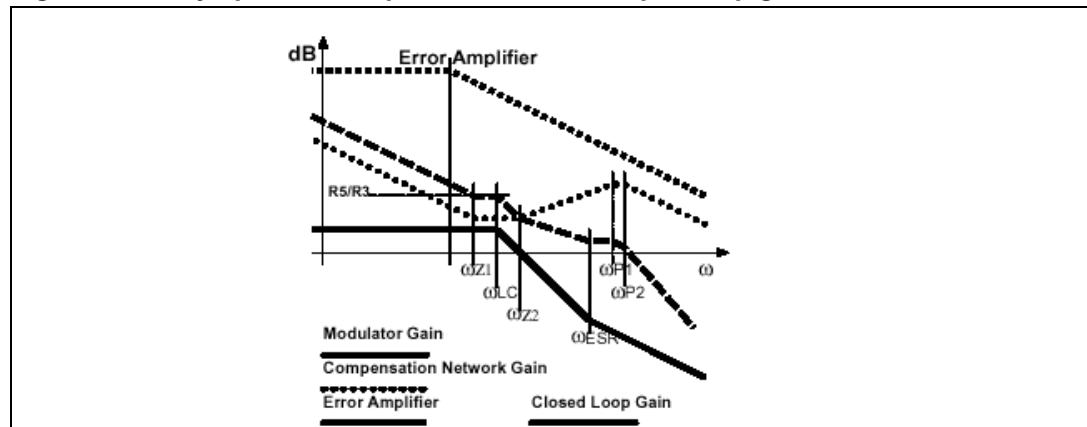 dB
Error Amplifier
R5/R3
ωZ1
ωP1
ω
ωLC
ωP2
ωZ2
ωESR
Modulator Gain
Compensation Network Gain
Error Amplifier
Closed Loop Gain